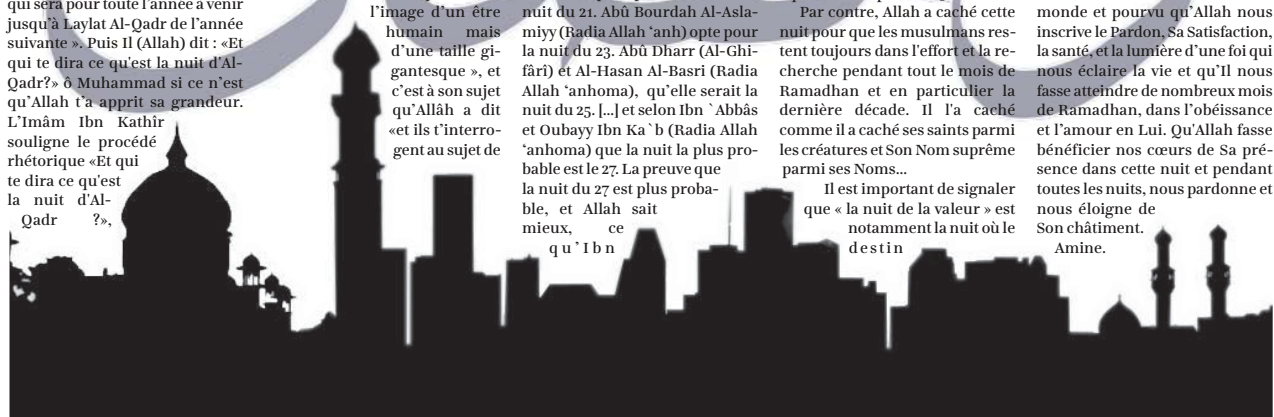 qui sera pour toute l'année à venir
jusqu'à Laylat Al-Qadr de l'année
suivante ». Puis Il (Allah) dit : «Et
qui te dira ce qu'est la nuit d'Al-
Qadr?» ô Muhammad si ce n'est
qu'Allah t'a apprit sa grandeur.
L'Imâm Ibn Kathîr
souligne le procédé
rhétorique «Et qui
te dira ce qu'est
la nuit d'Al-
Qadr ?»,
l'image d'un être
humain mais
d'une taille gi-
gantesque », et
c'est à son sujet
qu'Allâh a dit
«et ils t'interro-
gent au sujet de
nuit du 21. Abû Bourdah Al-Asla-
miyy (Radia Allah ‘anh) opte pour
la nuit du 23. Abû Dharr (Al-Ghi-
fârî) et Al-Hasan Al-Basri (Radia
Allah ‘anhoma), qu'elle serait la
nuit du 25. [...] et selon Ibn `Abbâs
et Oubayy Ibn Ka`b (Radia Allah
‘anhoma) que la nuit la plus pro-
bable est le 27. La preuve que
la nuit du 27 est plus proba-
ble, et Allah sait
mieux, ce
qu'Ibn
Par contre, Allah a caché cette
nuit pour que les musulmans res-
tent toujours dans l'effort et la re-
cherche pendant tout le mois de
Ramadhan et en particulier la
dernière décade. Il l'a caché
comme il a caché ses saints parmi
les créatures et Son Nom suprême
parmi ses Noms...
Il est important de signaler
que « la nuit de la valeur » est
notamment la nuit où le
destin
monde et pourvu qu'Allah nous
inscrive le Pardon, Sa Satisfaction,
la santé, et la lumière d'une foi qui
nous éclaire la vie et qu'Il nous
fasse atteindre de nombreux mois
de Ramadhan, dans l'obéissance
et l'amour en Lui. Qu'Allah fasse
bénéficier nos cœurs de Sa pré-
sence dans cette nuit et pendant
toutes les nuits, nous pardonne et
nous éloigne de
Son châtiment.
Amine.